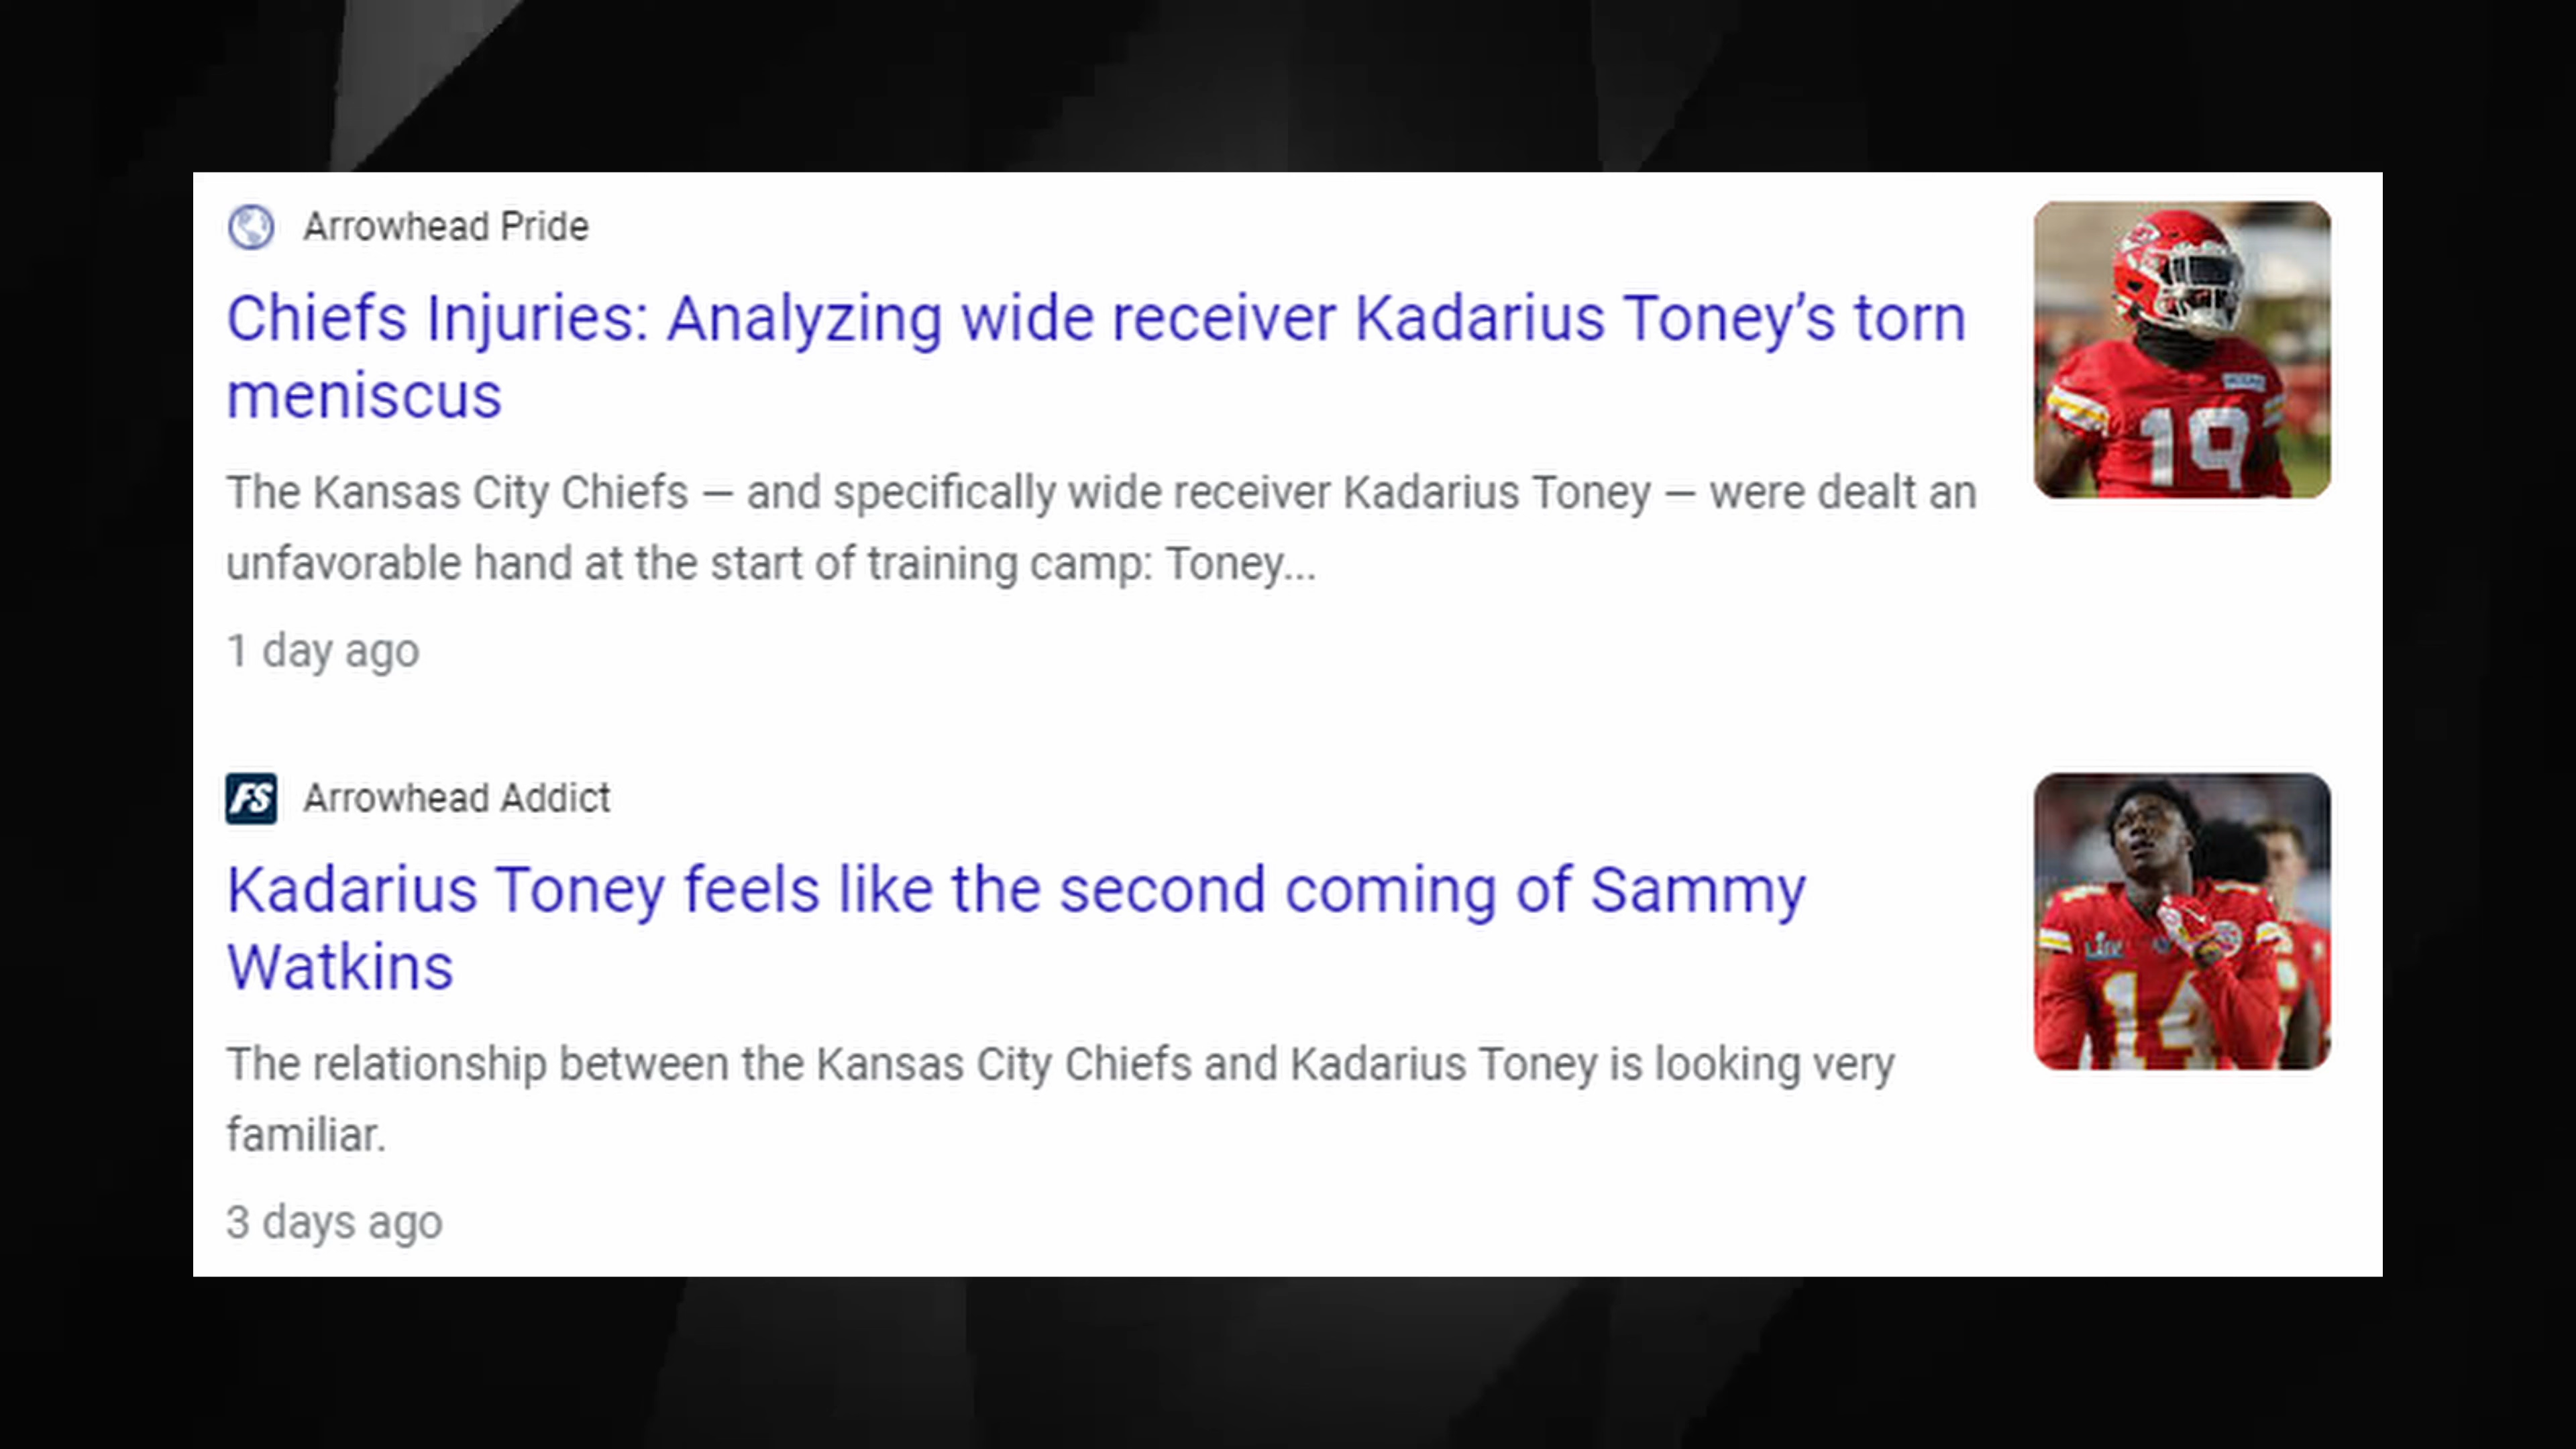 Arrowhead Pride
Chiefs Injuries: Analyzing wide receiver Kadarius Toney’s torn
meniscus
The Kansas City Chiefs — and specifically wide receiver Kadarius Toney — were dealt an
unfavorable hand at the start of training camp: Toney...
1 day ago
19
FS Arrowhead Addict
Kadarius Toney feels like the second coming of Sammy
Watkins
The relationship between the Kansas City Chiefs and Kadarius Toney is looking very
familiar.
3 days ago
LIV
14